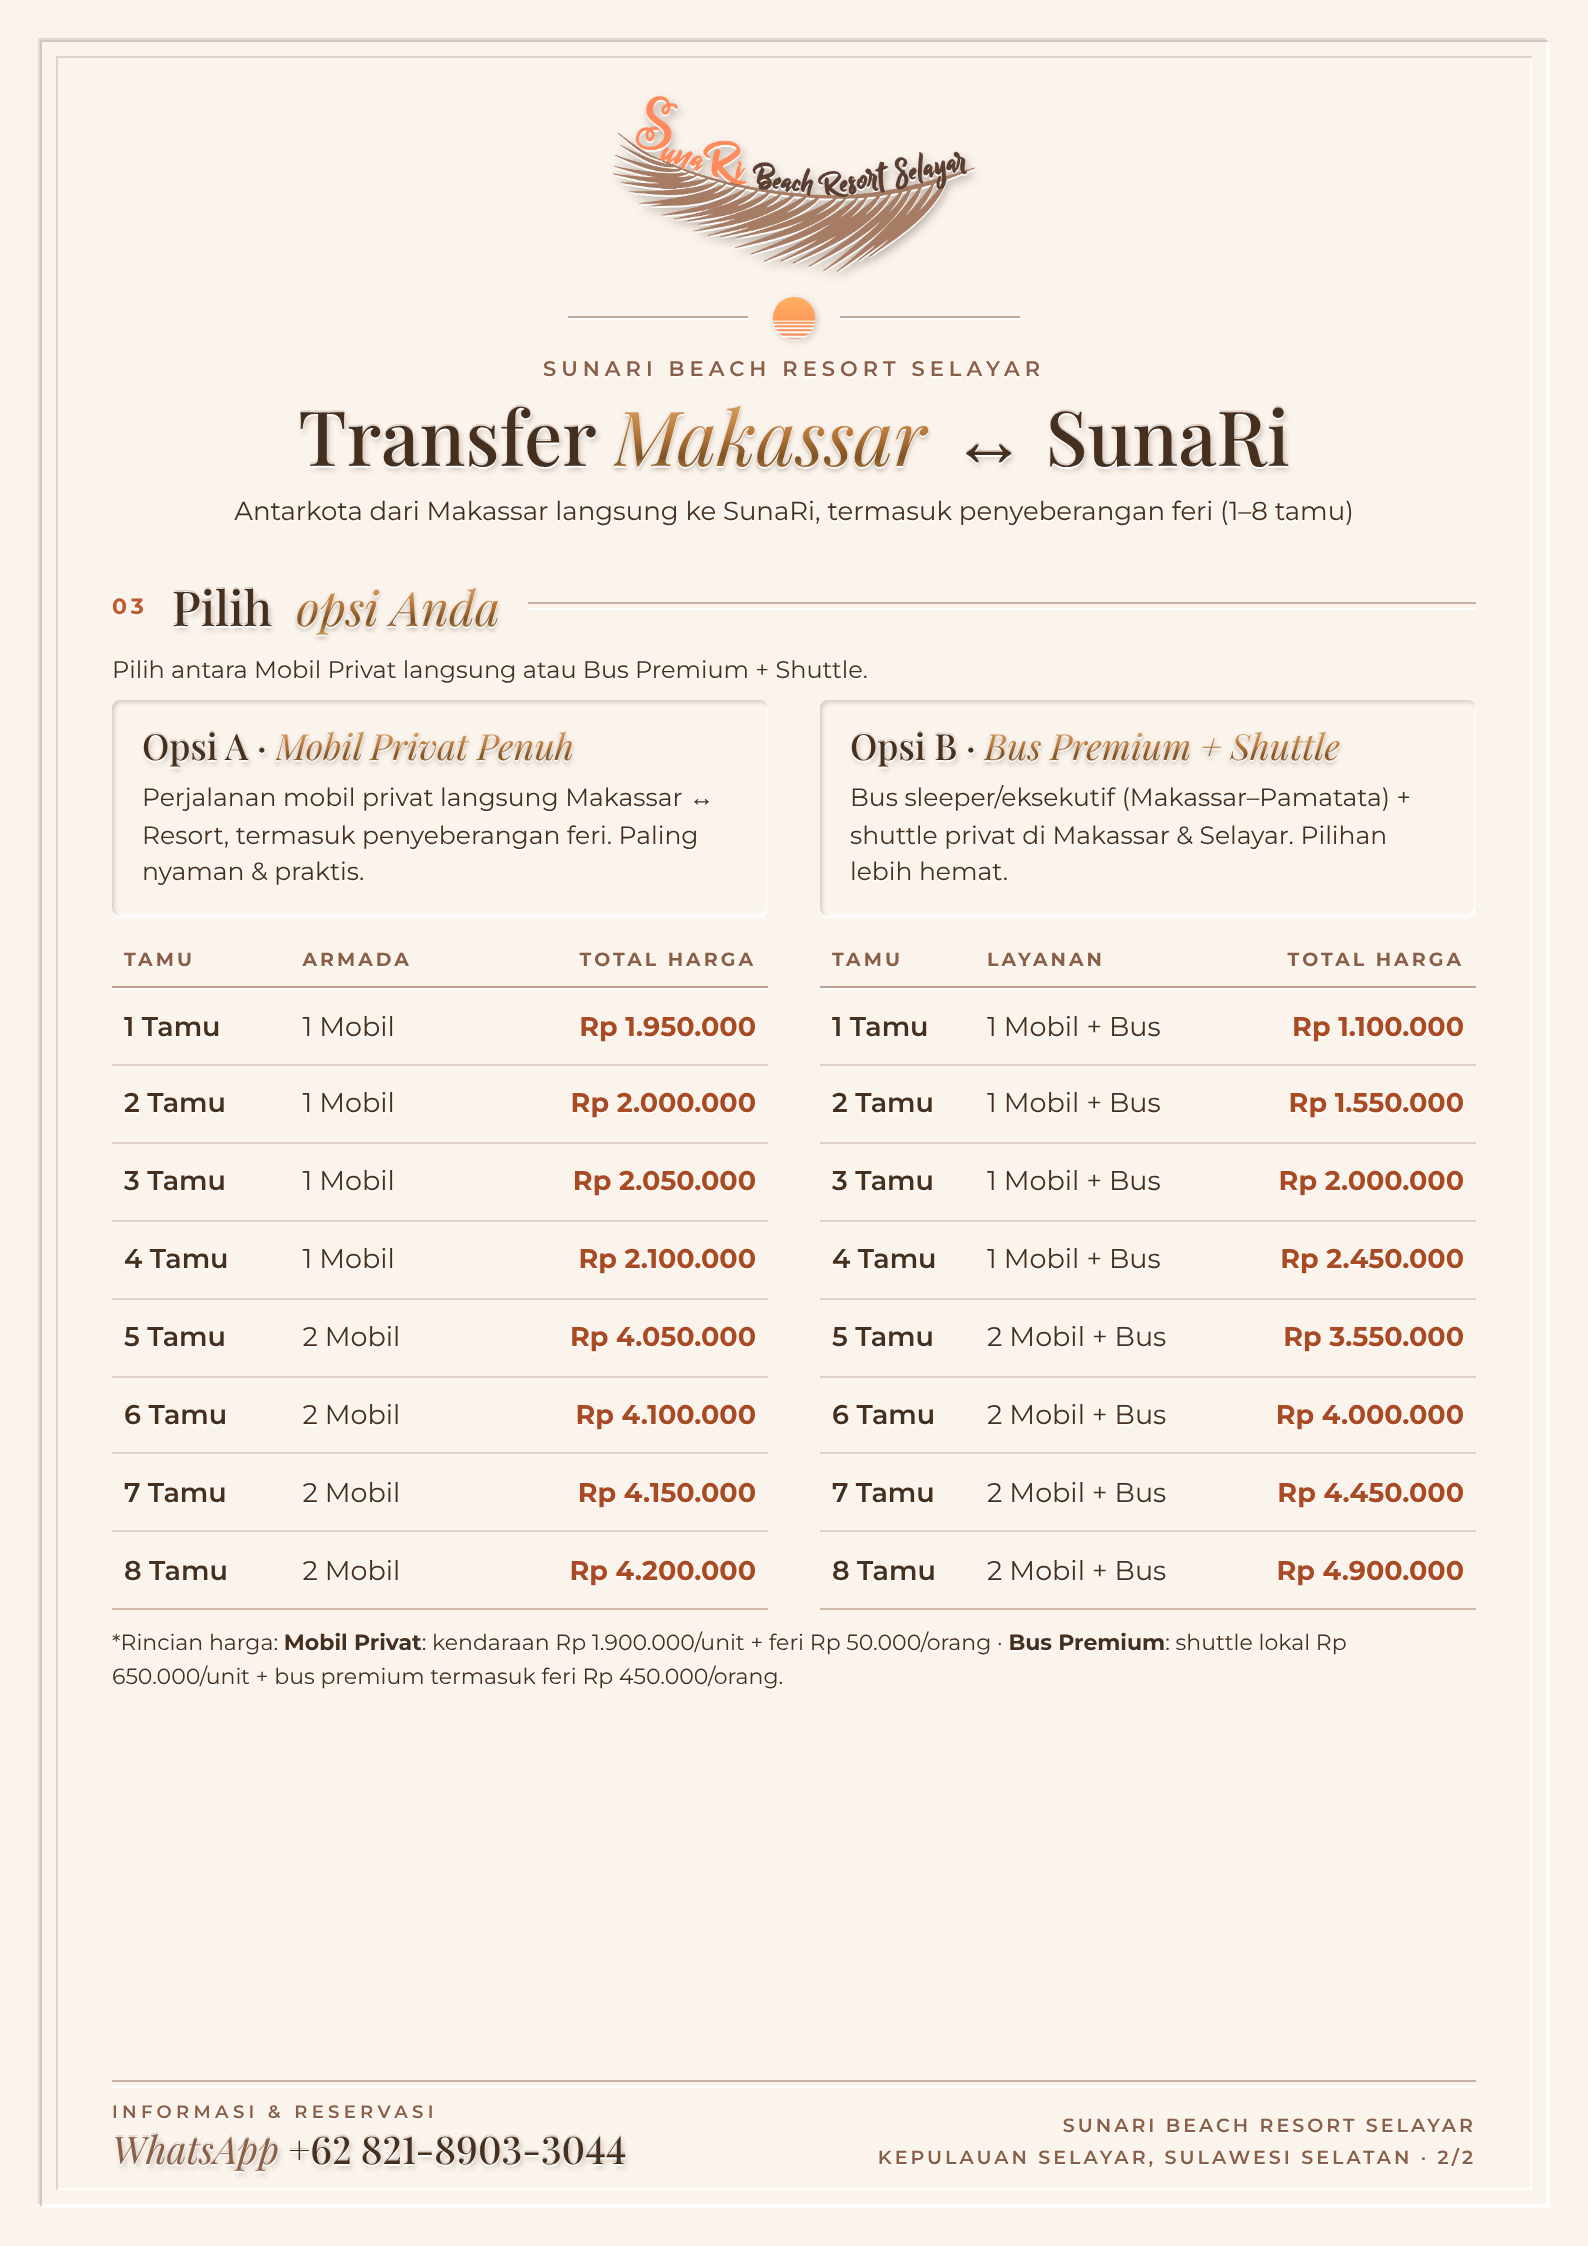 SunaRi Beach Resort Selayar
SUNARI BEACH RESORT SELAYAR
Transfer Makassar ↔ SunaRi
Antarkota dari Makassar langsung ke SunaRi, termasuk penyeberangan feri (1–8 tamu)
03 Pilih opsi Anda
Pilih antara Mobil Privat langsung atau Bus Premium + Shuttle.
Opsi A · Mobil Privat Penuh
Perjalanan mobil privat langsung Makassar ↔
Resort, termasuk penyeberangan feri. Paling
nyaman & praktis.
TAMU ARMADA TOTAL HARGA
1 Tamu 1 Mobil Rp 1.950.000
2 Tamu 1 Mobil Rp 2.000.000
3 Tamu 1 Mobil Rp 2.050.000
4 Tamu 1 Mobil Rp 2.100.000
5 Tamu 2 Mobil Rp 4.050.000
6 Tamu 2 Mobil Rp 4.100.000
7 Tamu 2 Mobil Rp 4.150.000
8 Tamu 2 Mobil Rp 4.200.000
Opsi B · Bus Premium + Shuttle
Bus sleeper/eksekutif (Makassar–Pamatata) +
shuttle privat di Makassar & Selayar. Pilihan
lebih hemat.
TAMU LAYANAN TOTAL HARGA
1 Tamu 1 Mobil + Bus Rp 1.100.000
2 Tamu 1 Mobil + Bus Rp 1.550.000
3 Tamu 1 Mobil + Bus Rp 2.000.000
4 Tamu 1 Mobil + Bus Rp 2.450.000
5 Tamu 2 Mobil + Bus Rp 3.550.000
6 Tamu 2 Mobil + Bus Rp 4.000.000
7 Tamu 2 Mobil + Bus Rp 4.450.000
8 Tamu 2 Mobil + Bus Rp 4.900.000
*Rincian harga: Mobil Privat: kendaraan Rp 1.900.000/unit + feri Rp 50.000/orang · Bus Premium: shuttle lokal Rp
650.000/unit + bus premium termasuk feri Rp 450.000/orang.
INFORMASI & RESERVASI
WhatsApp +62 821-8903-3044
SUNARI BEACH RESORT SELAYAR
KEPULAUAN SELAYAR, SULAWESI SELATAN · 2/2